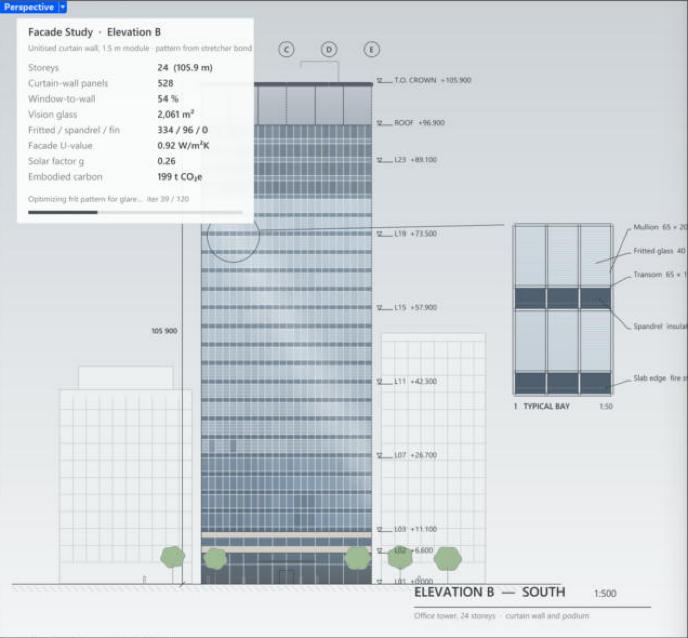 Perspective
Facade Study · Elevation B
Unitised curtain wall, 1.5 m module · pattern from stretcher bond
Storeys 24 (105.9 m)
Curtain-wall panels 528
Window-to-wall 54 %
Vision glass 2,061 m²
Fritted / spandrel / fin 334 / 96 / 0
Facade U-value 0.92 W/m²K
Solar factor g 0.26
Embodied carbon 199 t CO₂e
Optimizing frit pattern for glare... iter 39 / 120
C D E
T.O. CROWN +105.900
ROOF +96.900
L23 +89.100
L19 +73.500
L15 +57.900
L11 +42.300
L07 +26.700
L03 +11.100
L02 +6.600
L01 +0.000
105 900
Mullion 65 × 20
Fritted glass 40
Transom 65 × 1
Spandrel insulat
Slab edge fire s
1 TYPICAL BAY 1:50
ELEVATION B — SOUTH 1:500
Office tower, 24 storeys · curtain wall and podium